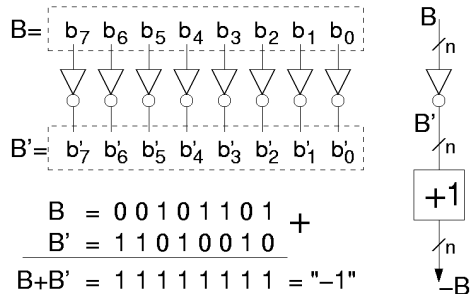 B= b7 b6 b5 b4 b3 b2 b1 b0
B'= b'7 b'6 b'5 b'4 b'3 b'2 b'1 b'0
B = 0 0 1 0 1 1 0 1 +
B' = 1 1 0 1 0 0 1 0
B+B' = 1 1 1 1 1 1 1 1 = "−1"
B
n
B'
n
+1
n
−B